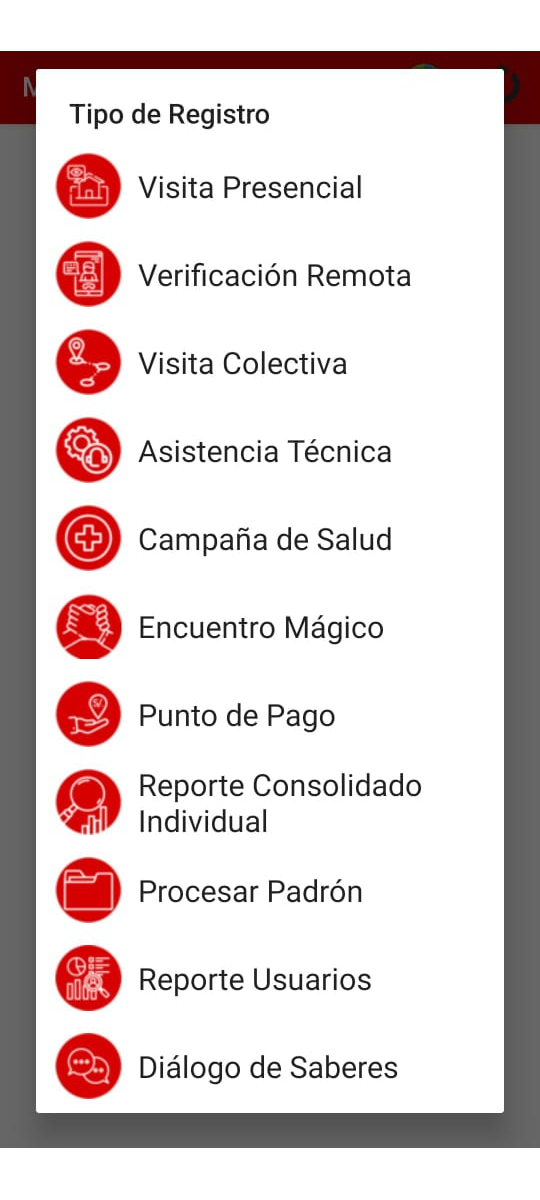 M
Tipo de Registro
Visita Presencial
Verificación Remota
Visita Colectiva
Asistencia Técnica
Campaña de Salud
Encuentro Mágico
S/
Punto de Pago
Reporte Consolidado
Individual
Procesar Padrón
Reporte Usuarios
Diálogo de Saberes